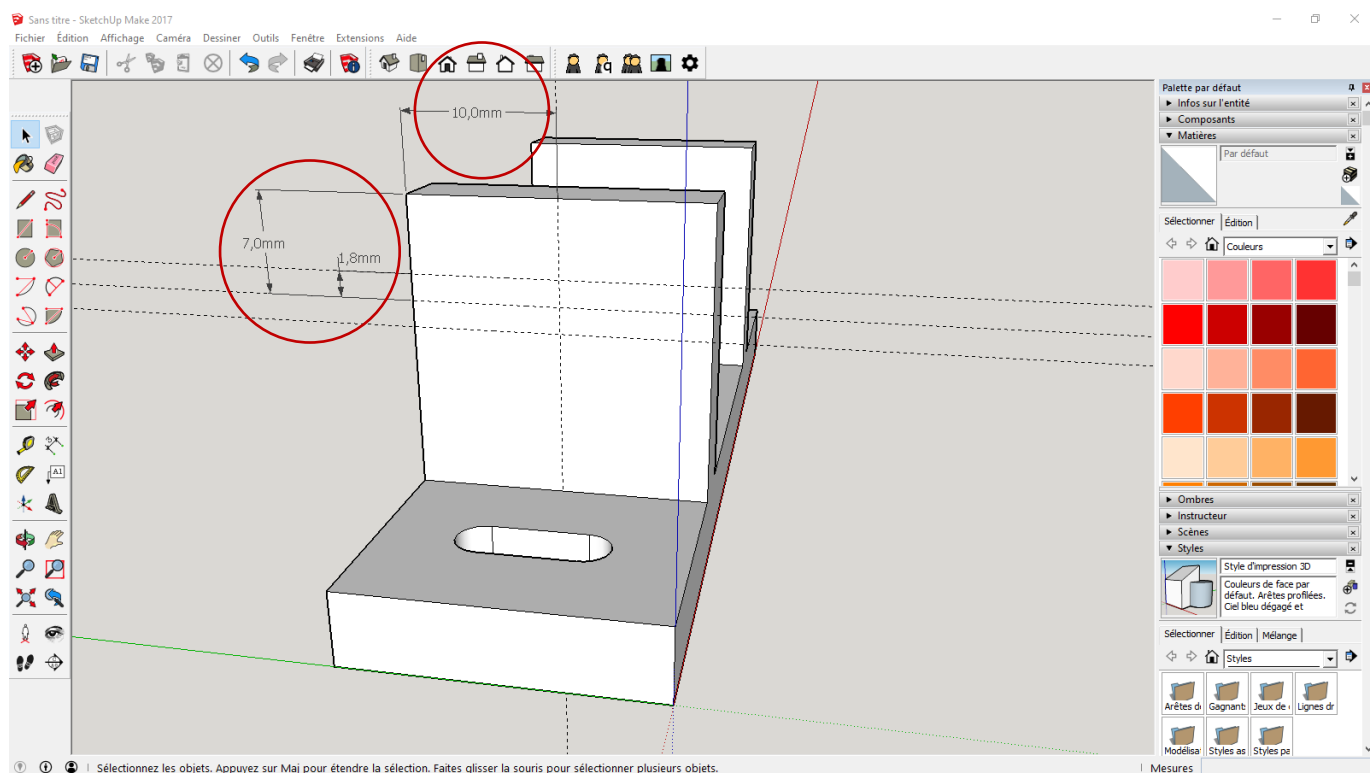 Sans titre - SketchUp Make 2017
Fichier Édition Affichage Caméra Dessiner Outils Fenêtre Extensions Aide
10,0mm
7,0mm
1,8mm
A1
Palette par défaut
Infos sur l'entité
Composants
Matières
Par défaut
Sélectionner Édition
Couleurs
Ombres
Instructeur
Scènes
Styles
Style d'impression 3D
Couleurs de face par
défaut. Arêtes profilées.
Ciel bleu dégagé et
Sélectionner Édition Mélange
Styles
Arêtes d Gagnant Jeux de Lignes dr
Modélisa Styles as Styles pa
Sélectionnez les objets. Appuyez sur Maj pour étendre la sélection. Faites glisser la souris pour sélectionner plusieurs objets.
Mesures